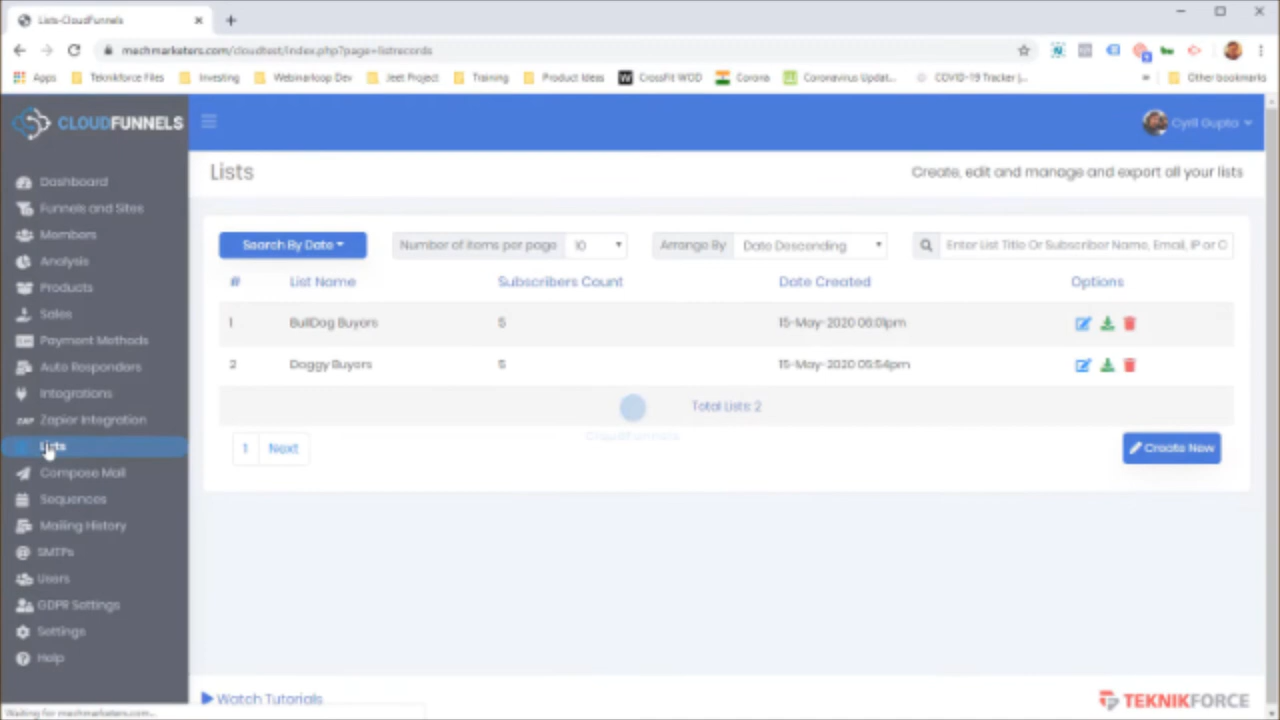 Lists-CloudFunnels
mechmarketers.com/cloudtest/index.php?page=listrecords
Apps Teknikforce Files Investing Webinarloop Dev Jeet Project Training Product Ideas CrossFit WOD Corona Coronavirus Updat... COVID-19 Tracker |... » Other bookmarks
CLOUDFUNNELS
Cyril Gupta
Lists
Create, edit and manage and export all your lists
Dashboard
Funnels and Sites
Members
Analysis
Products
Sales
Payment Methods
Auto Responders
Integrations
ZAP Zapier Integration
Lists
Compose Mail
Sequences
Mailing History
SMTPs
Users
GDPR Settings
Settings
Help
Search By Date
Number of items per page 10
Arrange By Date Descending
Enter List Title Or Subscriber Name, Email, IP or C
# List Name Subscribers Count Date Created Options
1 BullDog Buyers 5 15-May-2020 06:01pm
2 Doggy Buyers 5 15-May-2020 05:54pm
Total Lists: 2
CloudFunnels
1 Next
Create New
Watch Tutorials
TEKNIKFORCE
Waiting for mechmarketers.com...